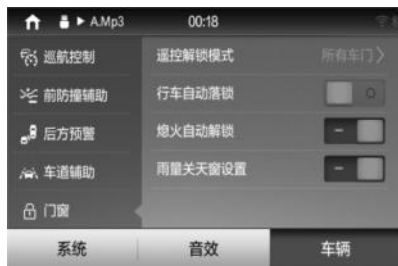 A.Mp3 00:18
巡航控制
前防撞辅助
后方预警
车道辅助
门窗
遥控解锁模式 所有车门
行车自动落锁
熄火自动解锁
雨量关天窗设置
系统 音效 车辆